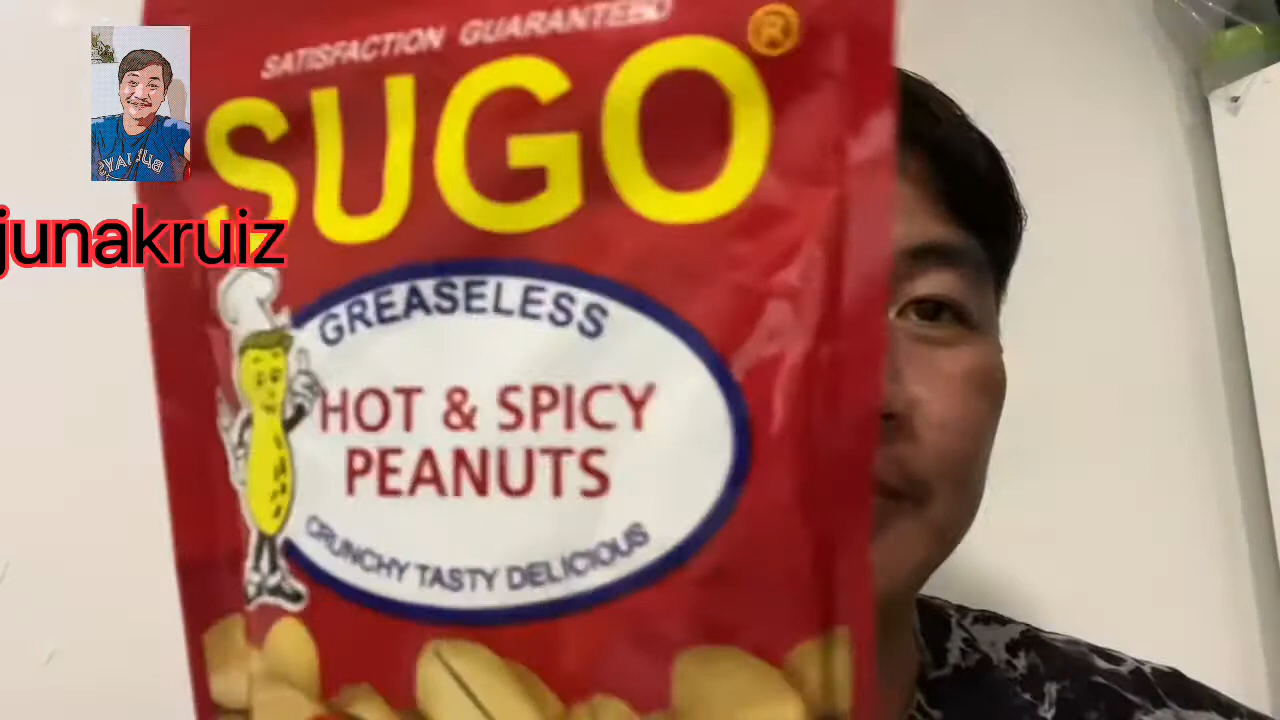 SATISFACTION GUARANTEED
SUGO®
junakruiz
GREASELESS
HOT & SPICY
PEANUTS
CRUNCHY TASTY DELICIOUS